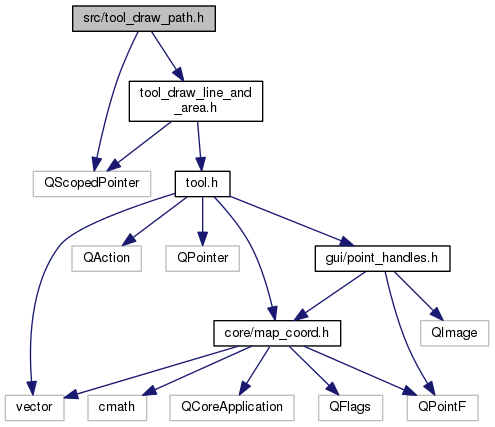 src/tool_draw_path.h
tool_draw_line_and
_area.h
QScopedPointer
tool.h
QAction
QPointer
gui/point_handles.h
core/map_coord.h
QImage
vector
cmath
QCoreApplication
QFlags
QPointF